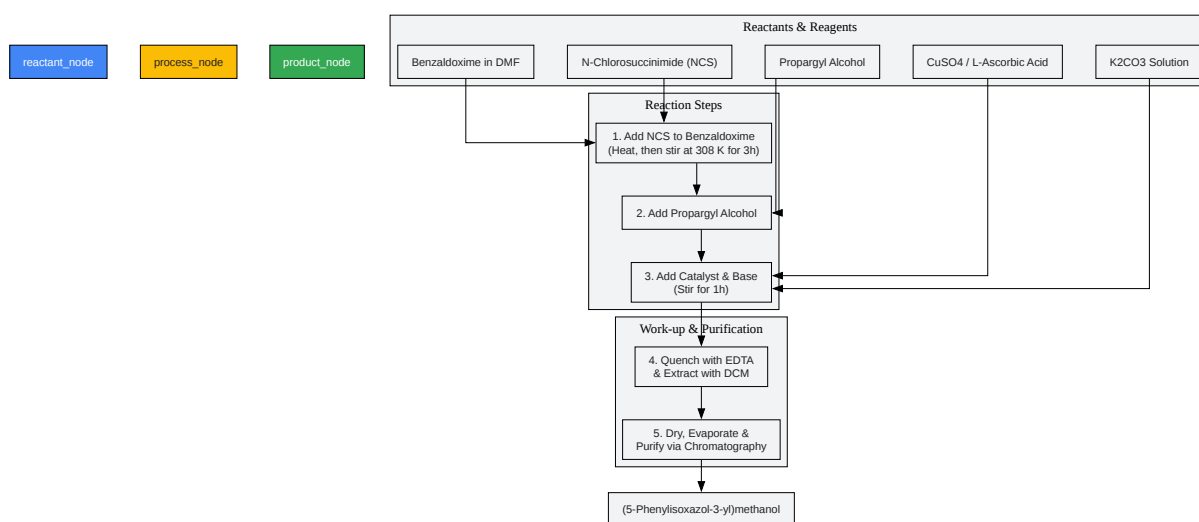 Reactants & Reagents
reactant_node
process_node
product_node
Benzaldoxime in DMF
N-Chlorosuccinimide (NCS)
Propargyl Alcohol
CuSO4 / L-Ascorbic Acid
K2CO3 Solution
Reaction Steps
1. Add NCS to Benzaldoxime
(Heat, then stir at 308 K for 3h)
2. Add Propargyl Alcohol
3. Add Catalyst & Base
(Stir for 1h)
Work-up & Purification
4. Quench with EDTA
& Extract with DCM
5. Dry, Evaporate &
Purify via Chromatography
(5-Phenylisoxazol-3-yl)methanol